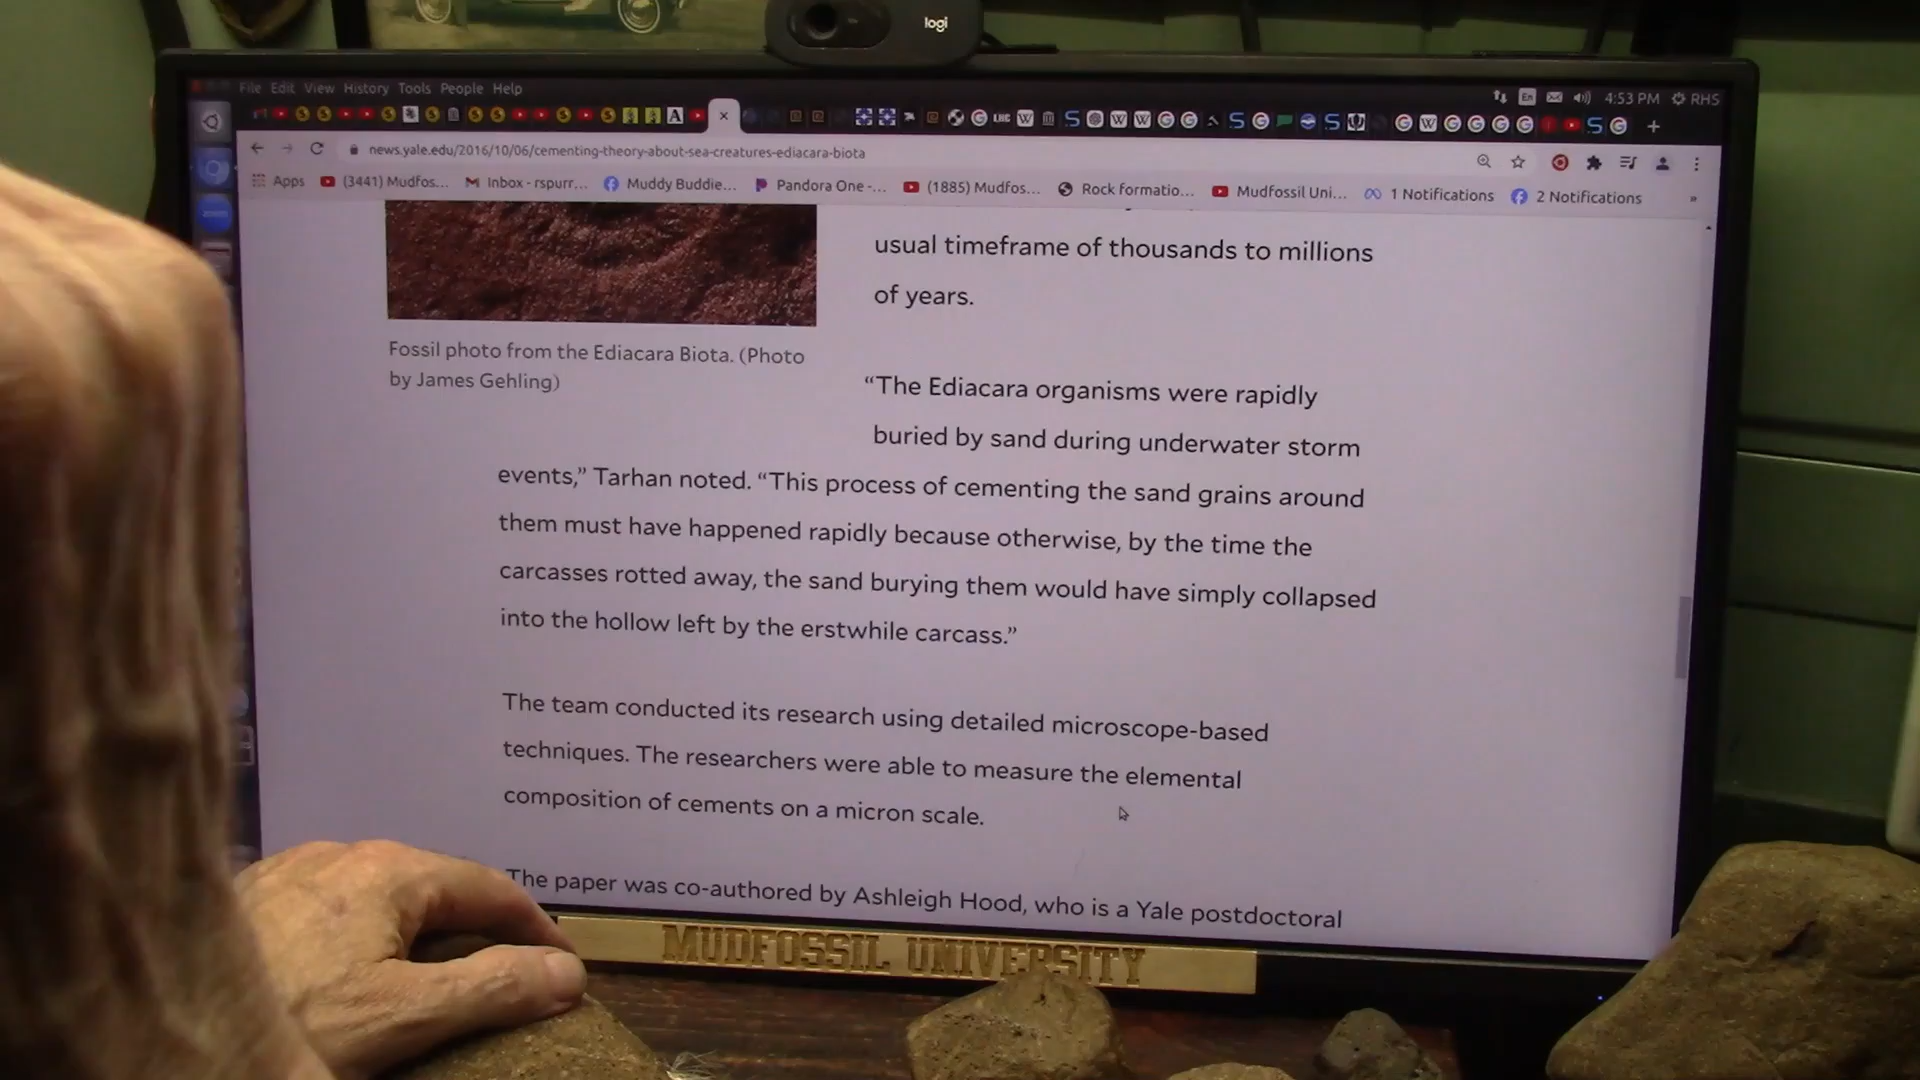 logi
File Edit View History Tools People Help
En 4:53 PM RHS
news.yale.edu/2016/10/06/cementing-theory-about-sea-creatures-ediacara-biota
Apps (3441) Mudfos... Inbox - rspurr... Muddy Buddie... Pandora One -... (1885) Mudfos... Rock formatio... Mudfossil Uni... 1 Notifications 2 Notifications »
usual timeframe of thousands to millions
of years.
Fossil photo from the Ediacara Biota. (Photo
by James Gehling)
“The Ediacara organisms were rapidly
buried by sand during underwater storm
events,” Tarhan noted. “This process of cementing the sand grains around
them must have happened rapidly because otherwise, by the time the
carcasses rotted away, the sand burying them would have simply collapsed
into the hollow left by the erstwhile carcass.”
The team conducted its research using detailed microscope-based
techniques. The researchers were able to measure the elemental
composition of cements on a micron scale.
The paper was co-authored by Ashleigh Hood, who is a Yale postdoctoral
MUDFOSSIL UNIVERSITY